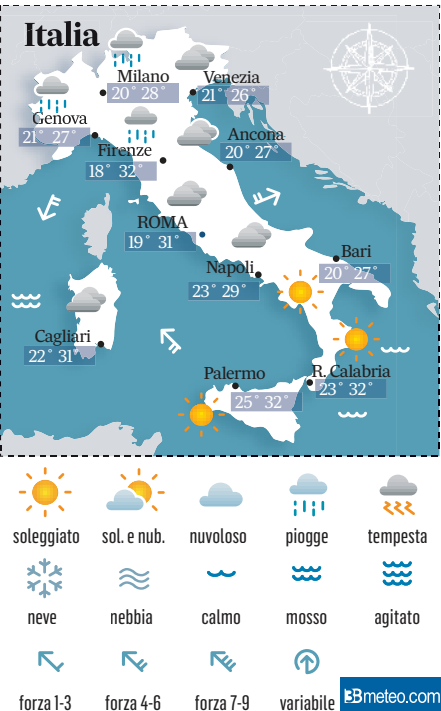 Italia
Milano
20° 28°
Venezia
21° 26°
Genova
21° 27°
Firenze
18° 32°
Ancona
20° 27°
ROMA
19° 31°
Bari
20° 27°
Napoli
23° 29°
Cagliari
22° 31°
Palermo
25° 32°
R. Calabria
23° 32°
soleggiato sol. e nub. nuvoloso piogge tempesta
neve nebbia calmo mosso agitato
forza 1-3 forza 4-6 forza 7-9 variabile
3Bmeteo.com